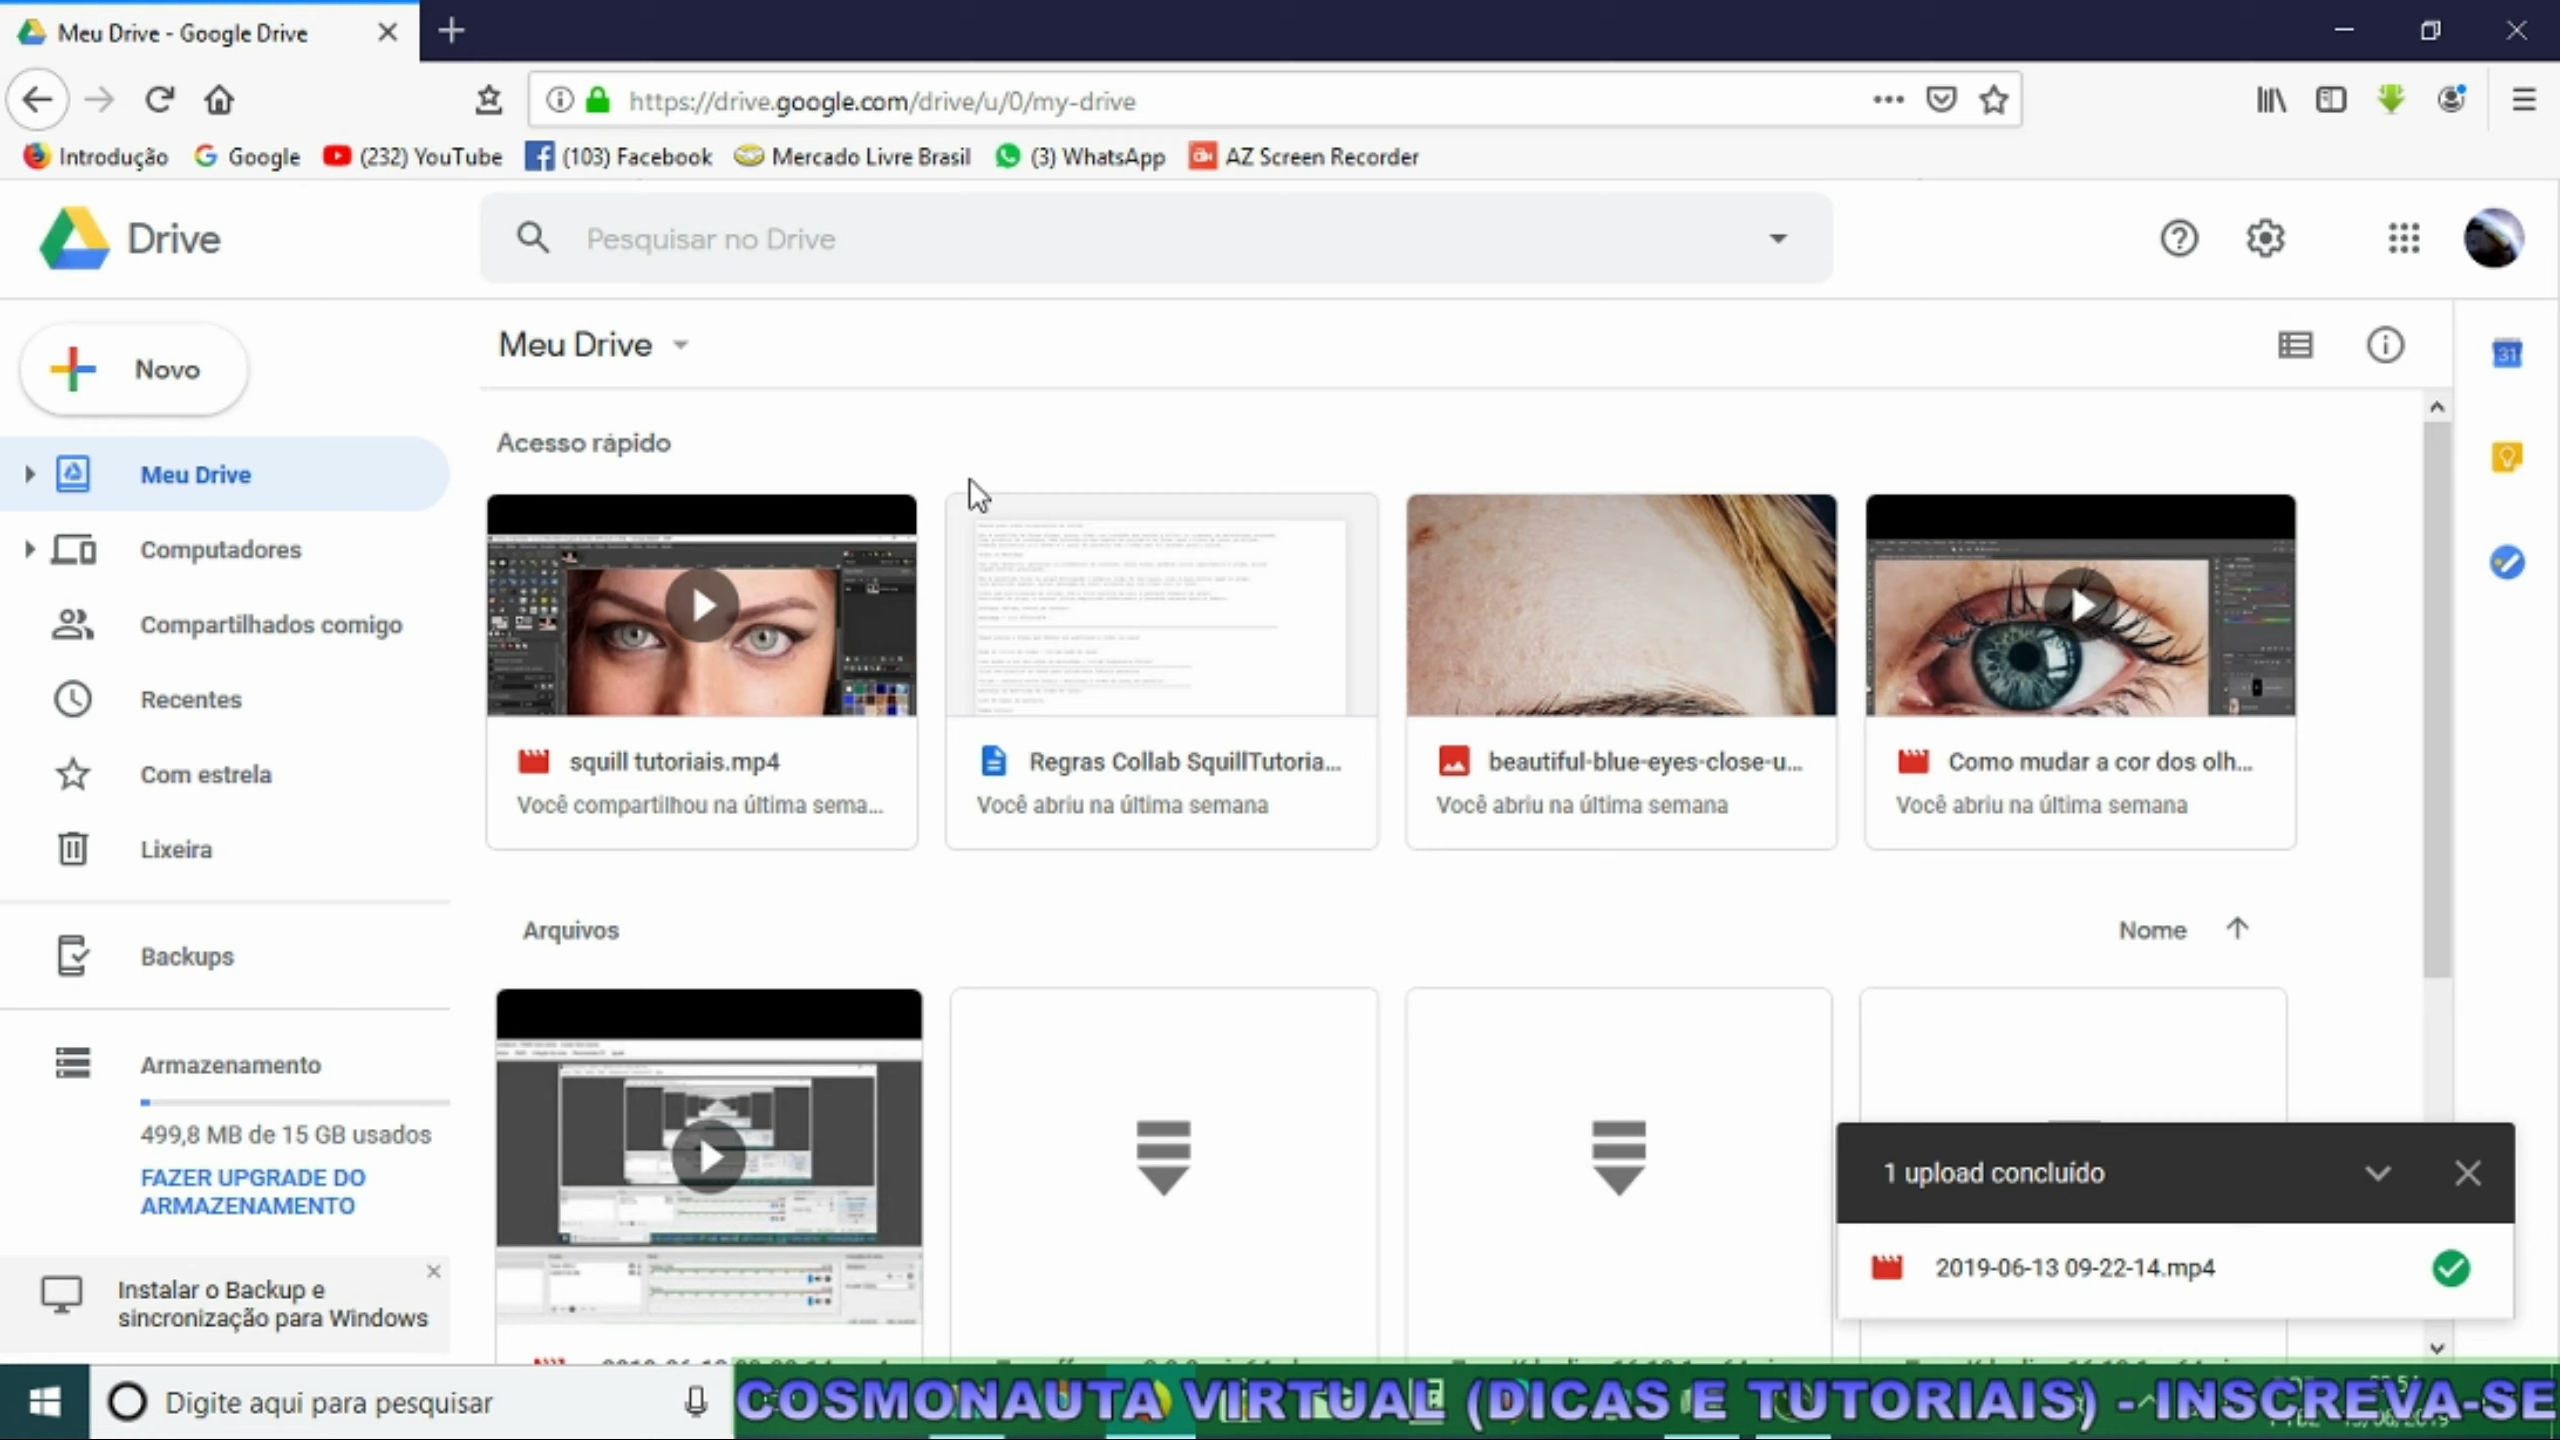 Meu Drive - Google Drive
https://drive.google.com/drive/u/0/my-drive
Introdução
Google
(232) YouTube
(103) Facebook
Mercado Livre Brasil
(3) WhatsApp
AZ Screen Recorder
Drive
Pesquisar no Drive
Novo
Meu Drive
31
Acesso rápido
Meu Drive
Computadores
Compartilhados comigo
Recentes
Com estrela
Lixeira
Backups
Armazenamento
499,8 MB de 15 GB usados
FAZER UPGRADE DO
ARMAZENAMENTO
Instalar o Backup e
sincronização para Windows
squill tutoriais.mp4
Você compartilhou na última sema...
Regras Collab SquillTutoria...
Você abriu na última semana
beautiful-blue-eyes-close-u...
Você abriu na última semana
Como mudar a cor dos olh...
Você abriu na última semana
Arquivos
Nome
1 upload concluído
2019-06-13 09-22-14.mp4
Digite aqui para pesquisar
COSMONAUTA VIRTUAL (DICAS E TUTORIAIS) - INSCREVA-SE